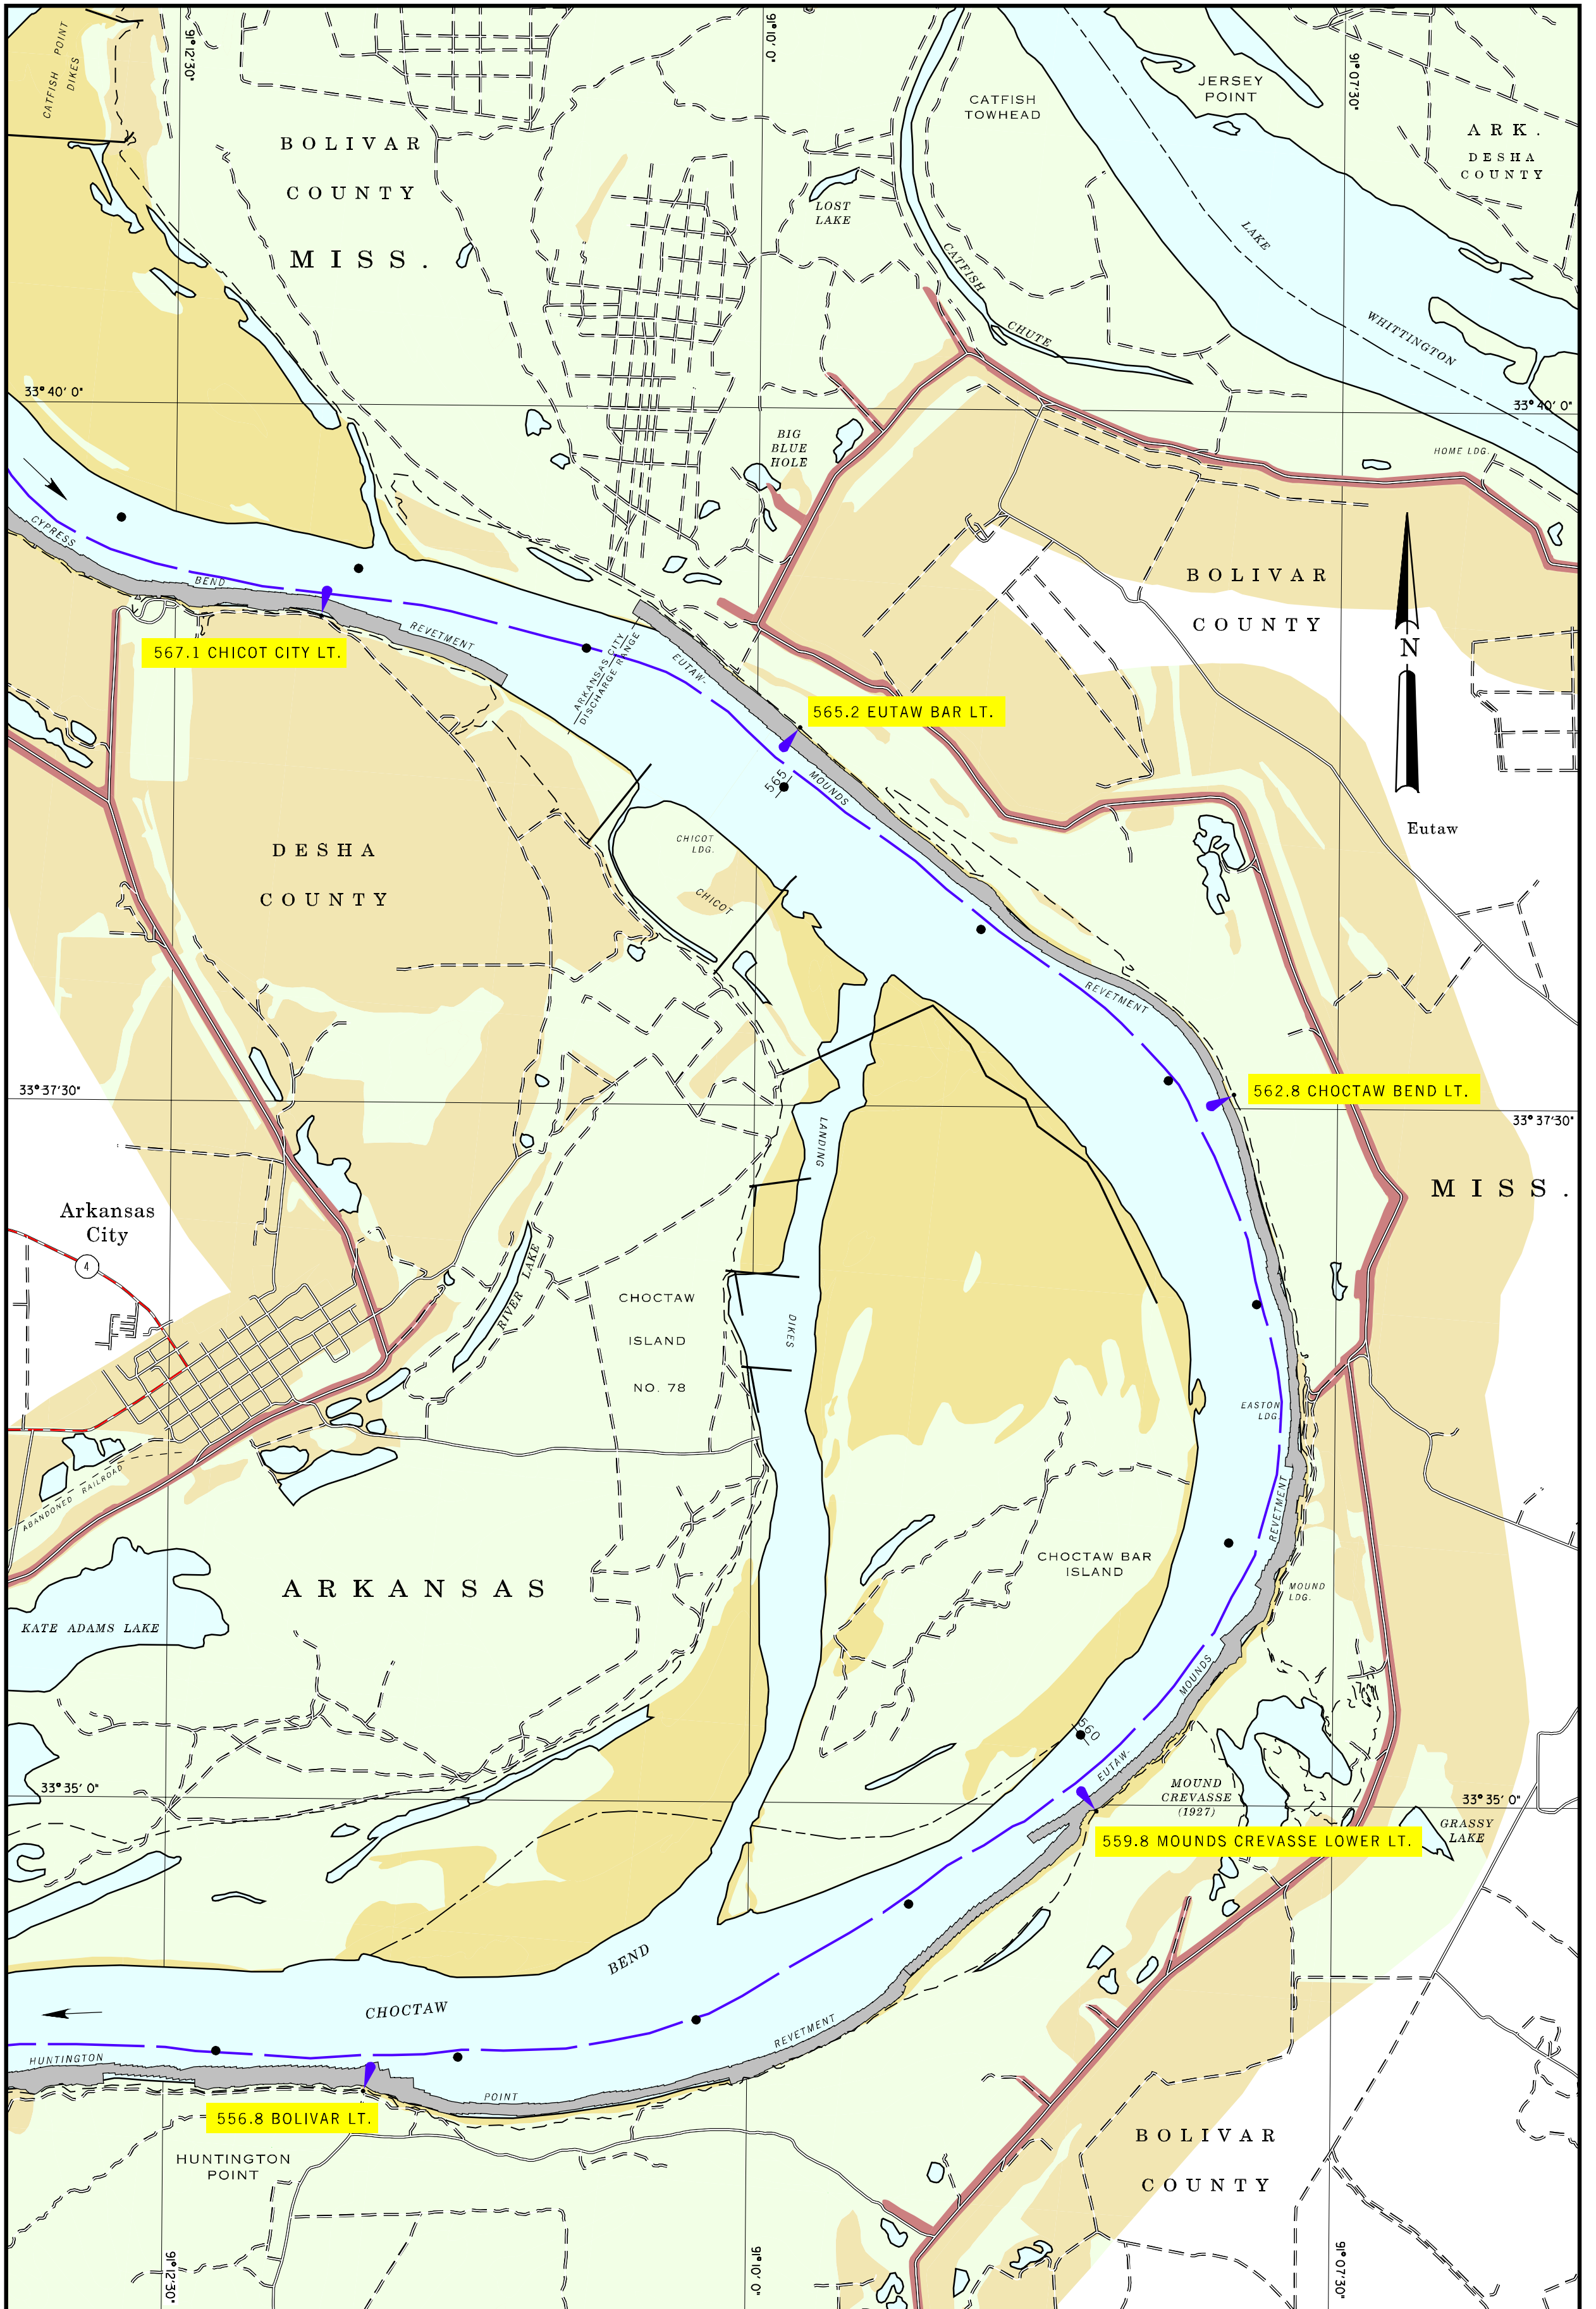 CATFISH POINT
DIKES
91° 12' 30"
91° 10' 0"
91° 07' 30"
BOLIVAR
COUNTY
MISS.
CATFISH
TOWHEAD
JERSEY
POINT
ARK.
DESHA
COUNTY
LOST
LAKE
CATFISH
CHUTE
LAKE
WHITTINGTON
33° 40' 0"
33° 40' 0"
BIG
BLUE
HOLE
HOME LDG.
CYPRESS
BEND
REVETMENT
567.1 CHICOT CITY LT.
ARKANSAS CITY
DISCHARGE RANGE
EUTAW-
MOUNDS
REVETMENT
565.2 EUTAW BAR LT.
565
BOLIVAR
COUNTY
N
Eutaw
CHICOT
LDG.
CHICOT
DESHA
COUNTY
33° 37' 30"
33° 37' 30"
562.8 CHOCTAW BEND LT.
MISS.
LANDING
DIKES
Arkansas
City
4
RIVER LAKE
CHOCTAW
ISLAND
NO. 78
EASTON
LDG.
ABANDONED RAILROAD
REVETMENT
CHOCTAW BAR
ISLAND
ARKANSAS
MOUND
LDG.
KATE ADAMS LAKE
MOUNDS
560
EUTAW-
MOUND
CREVASSE
(1927)
33° 35' 0"
33° 35' 0"
GRASSY
LAKE
559.8 MOUNDS CREVASSE LOWER LT.
BEND
CHOCTAW
REVETMENT
HUNTINGTON
POINT
556.8 BOLIVAR LT.
HUNTINGTON
POINT
BOLIVAR
COUNTY
91° 12' 30"
91° 10' 0"
91° 07' 30"